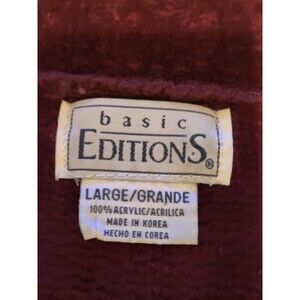 basic
EDITIONS®
LARGE/GRANDE
100% ACRYLIC/ACRILICA
MADE IN KOREA
HECHO EN COREA